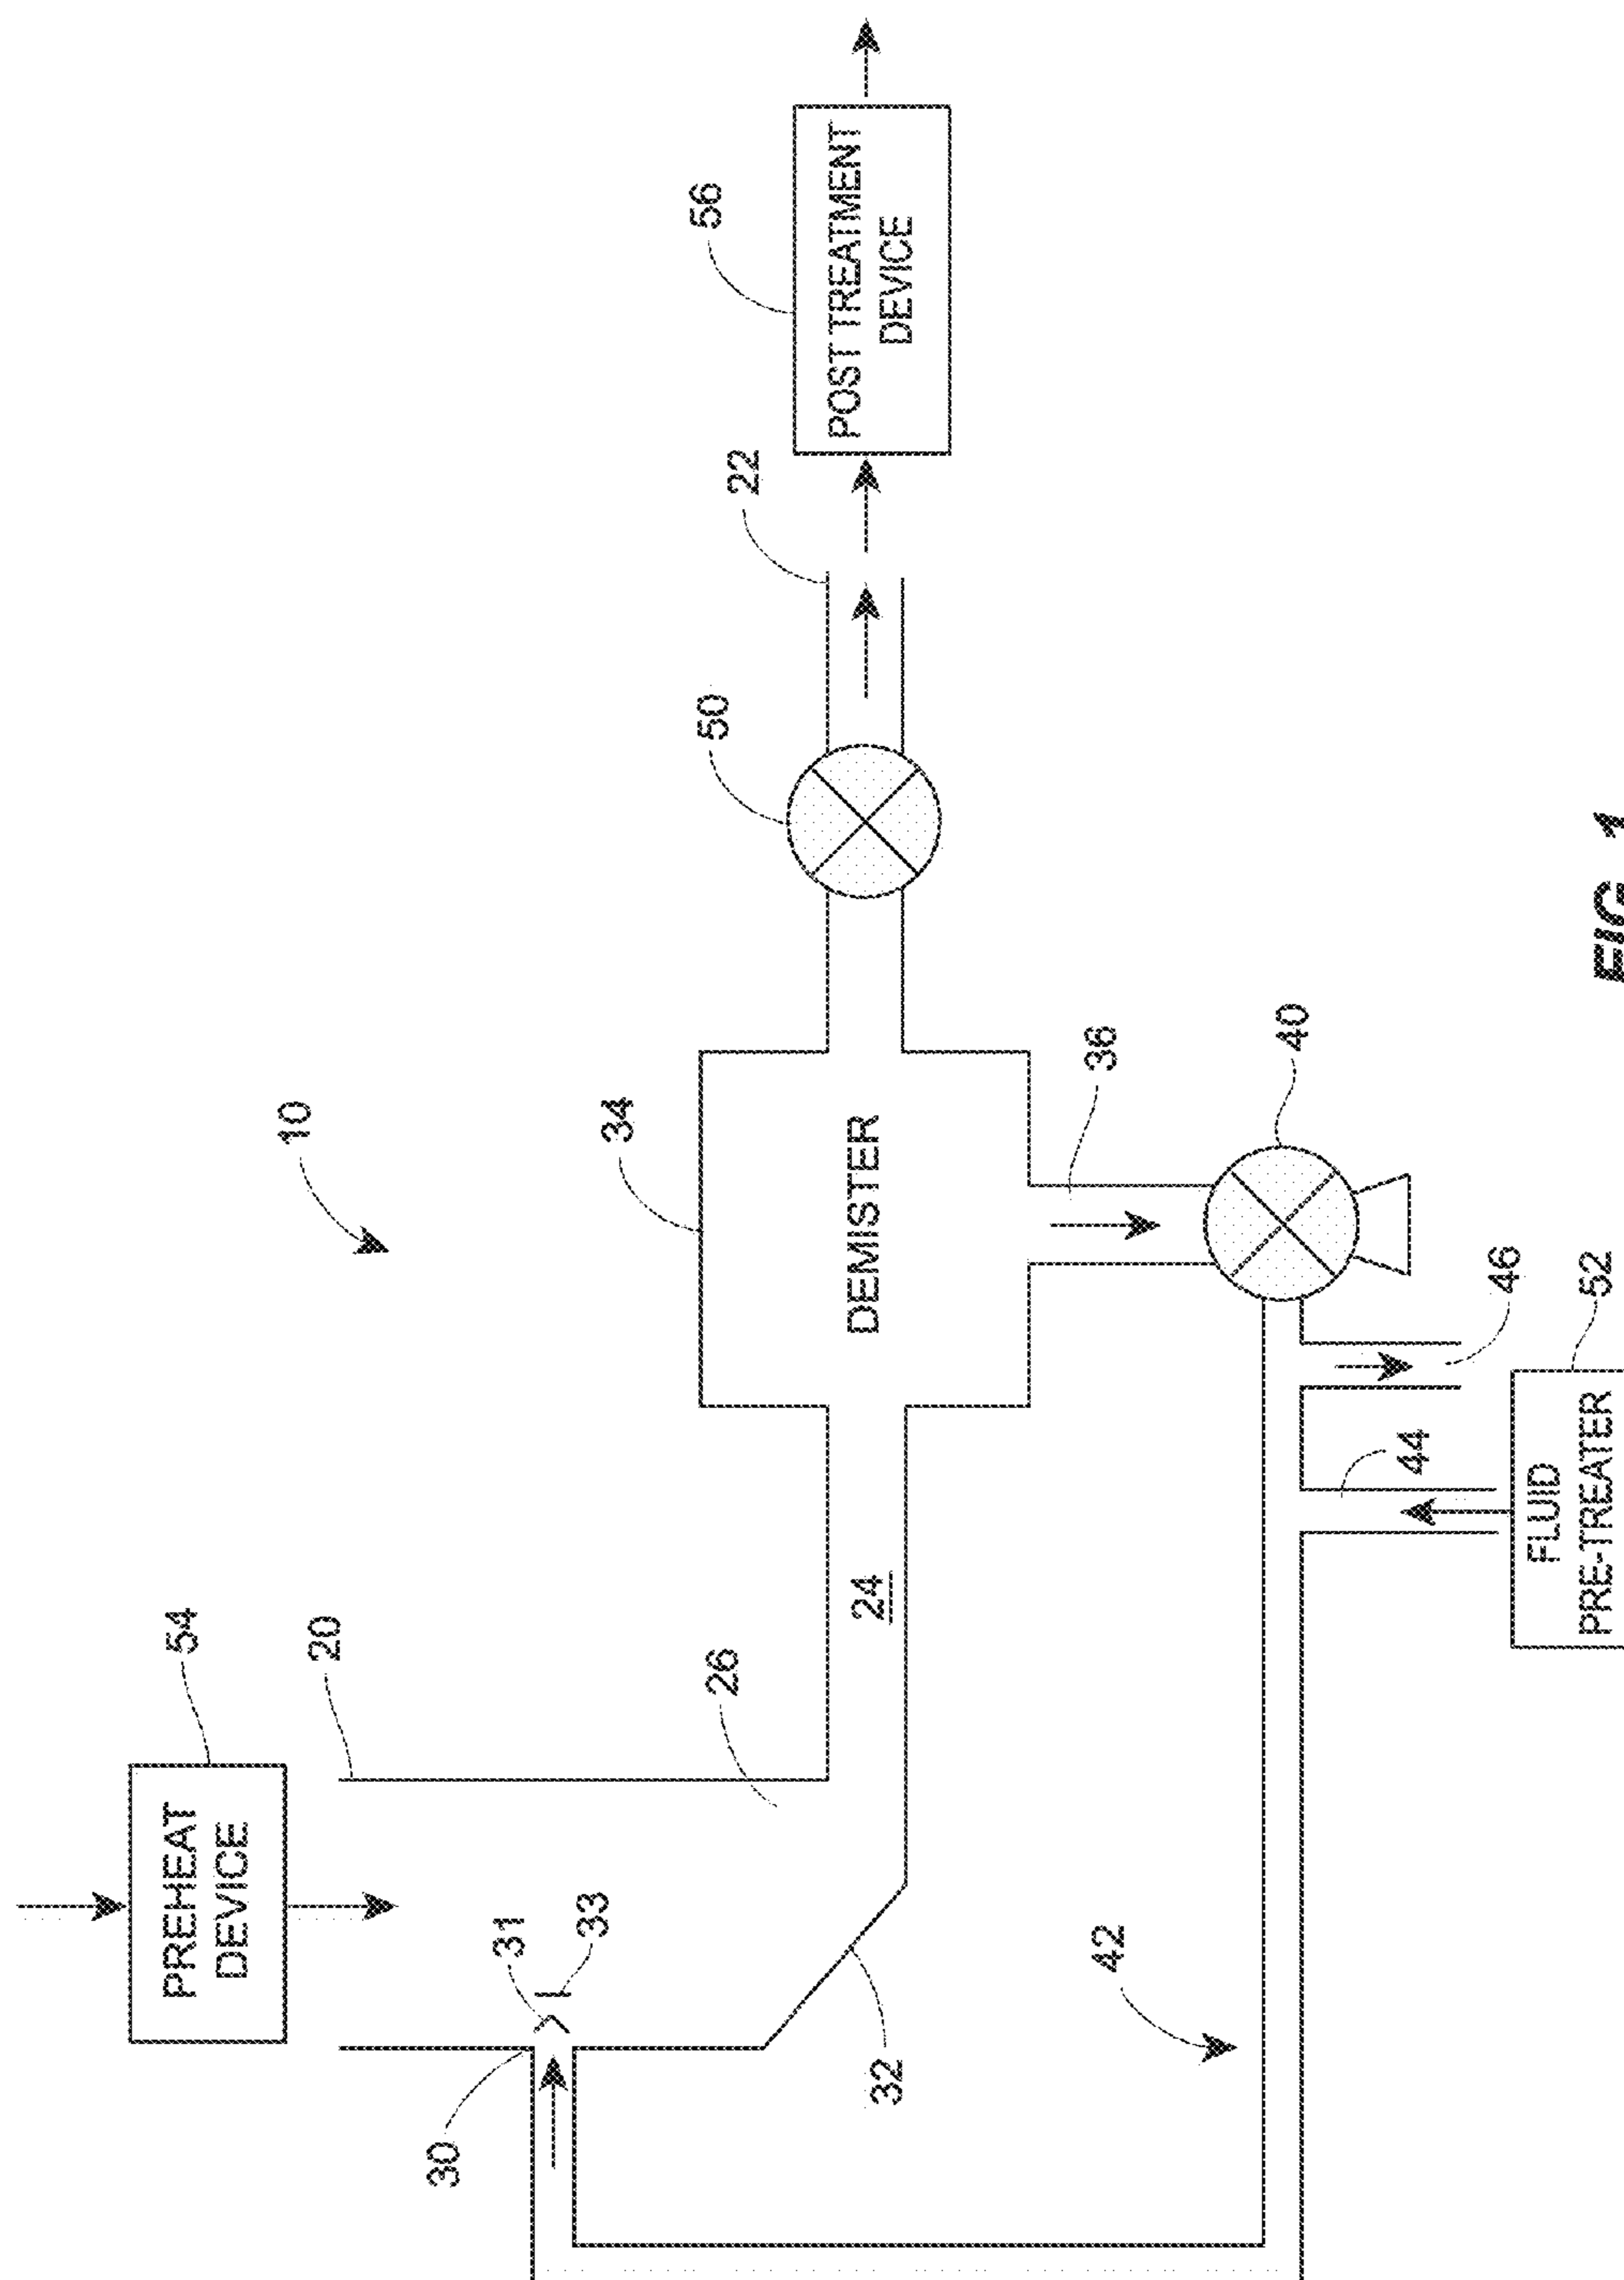 54
PREHEAT
DEVICE
20
10
31
33
30
26
34
32
24
DEMISTER
50
22
56
POST TREATMENT
DEVICE
36
40
42
44
46
52
FLUID
PRE-TREATER
FIG. 1